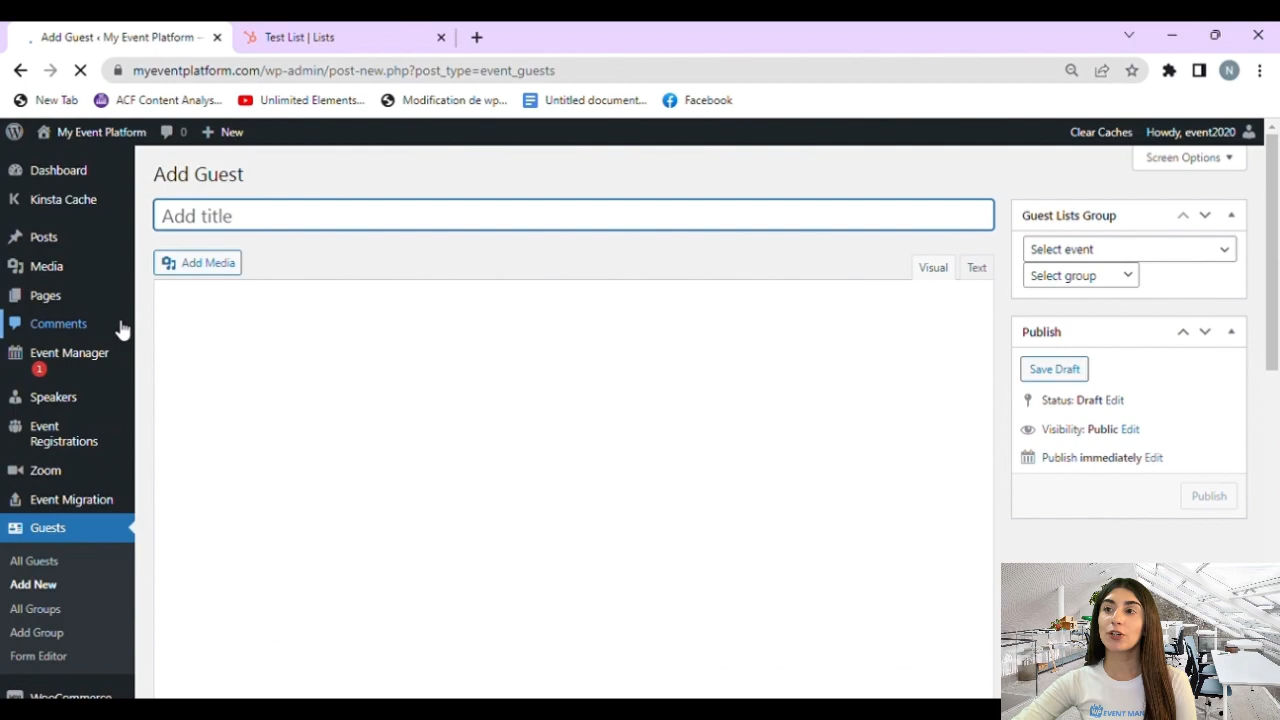 Add Guest ‹ My Event Platform –
Test List | Lists
myeventplatform.com/wp-admin/post-new.php?post_type=event_guests
N
New Tab
ACF Content Analys...
Unlimited Elements...
Modification de wp...
Untitled document...
Facebook
My Event Platform
0
New
Clear Caches
Howdy, event2020
Dashboard
Kinsta Cache
Posts
Media
Pages
Comments
Event Manager
1
Speakers
Event
Registrations
Zoom
Event Migration
Guests
All Guests
Add New
All Groups
Add Group
Form Editor
WooCommerce
Screen Options
Add Guest
Add title
Add Media
Visual
Text
Guest Lists Group
Select event
Select group
Publish
Save Draft
Status: Draft Edit
Visibility: Public Edit
Publish immediately Edit
Publish
EVENT MAN